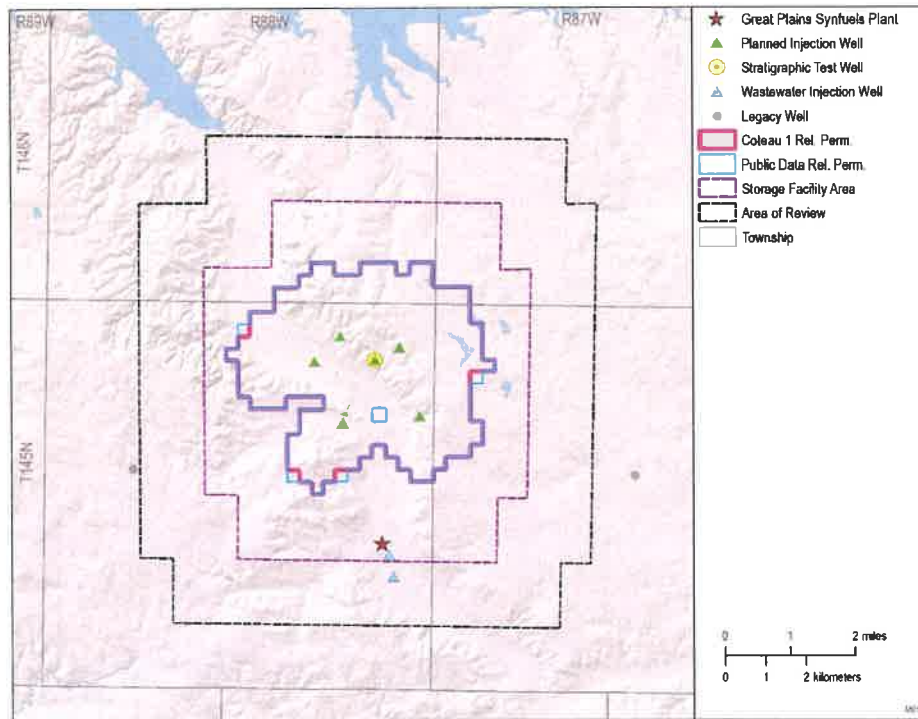 R89W
R88W
R87W
T146N
T145N
Great Plains Synfuels Plant
Planned Injection Well
Stratigraphic Test Well
Wastewater Injection Well
Legacy Well
Coteau 1 Rel. Perm.
Public Data Rel. Perm.
Storage Facility Area
Area of Review
Township
0 1 2 miles
0 1 2 kilometers